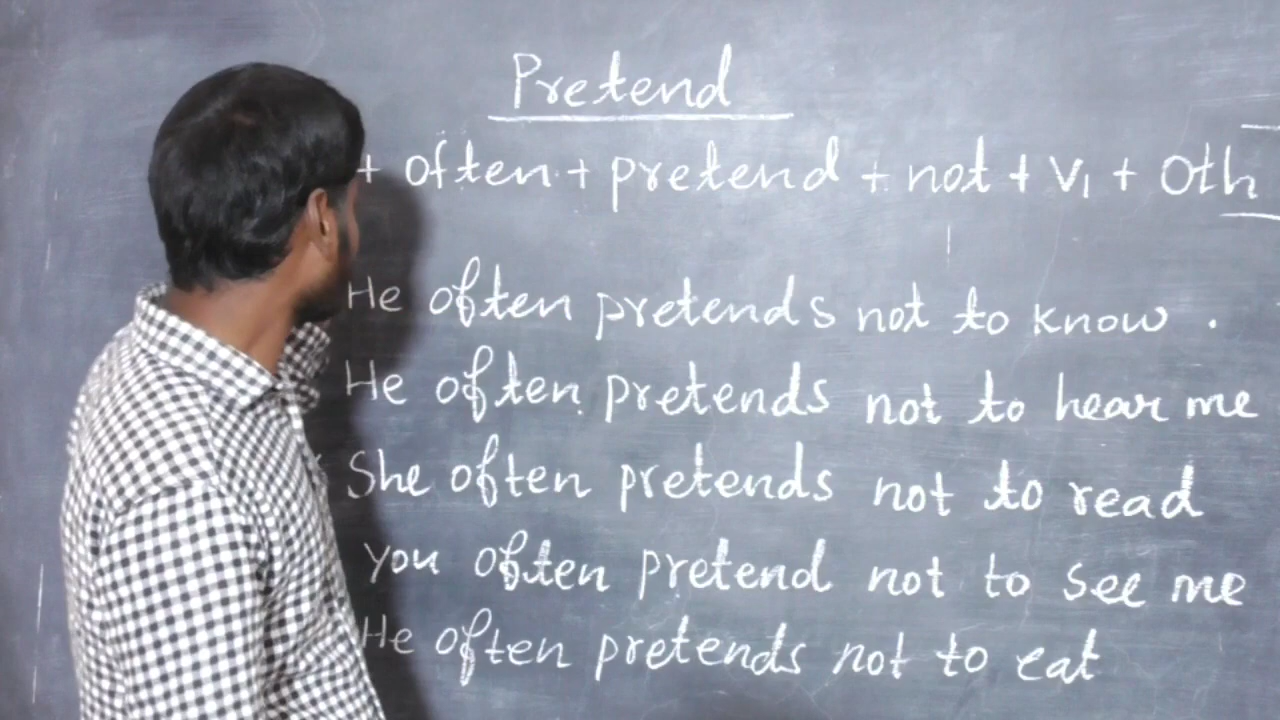 Pretend
+ often + pretend + not + V1 + Oth
He often pretends not to know .
He often pretends not to hear me
She often pretends not to read
You often pretend not to see me
He often pretends not to eat